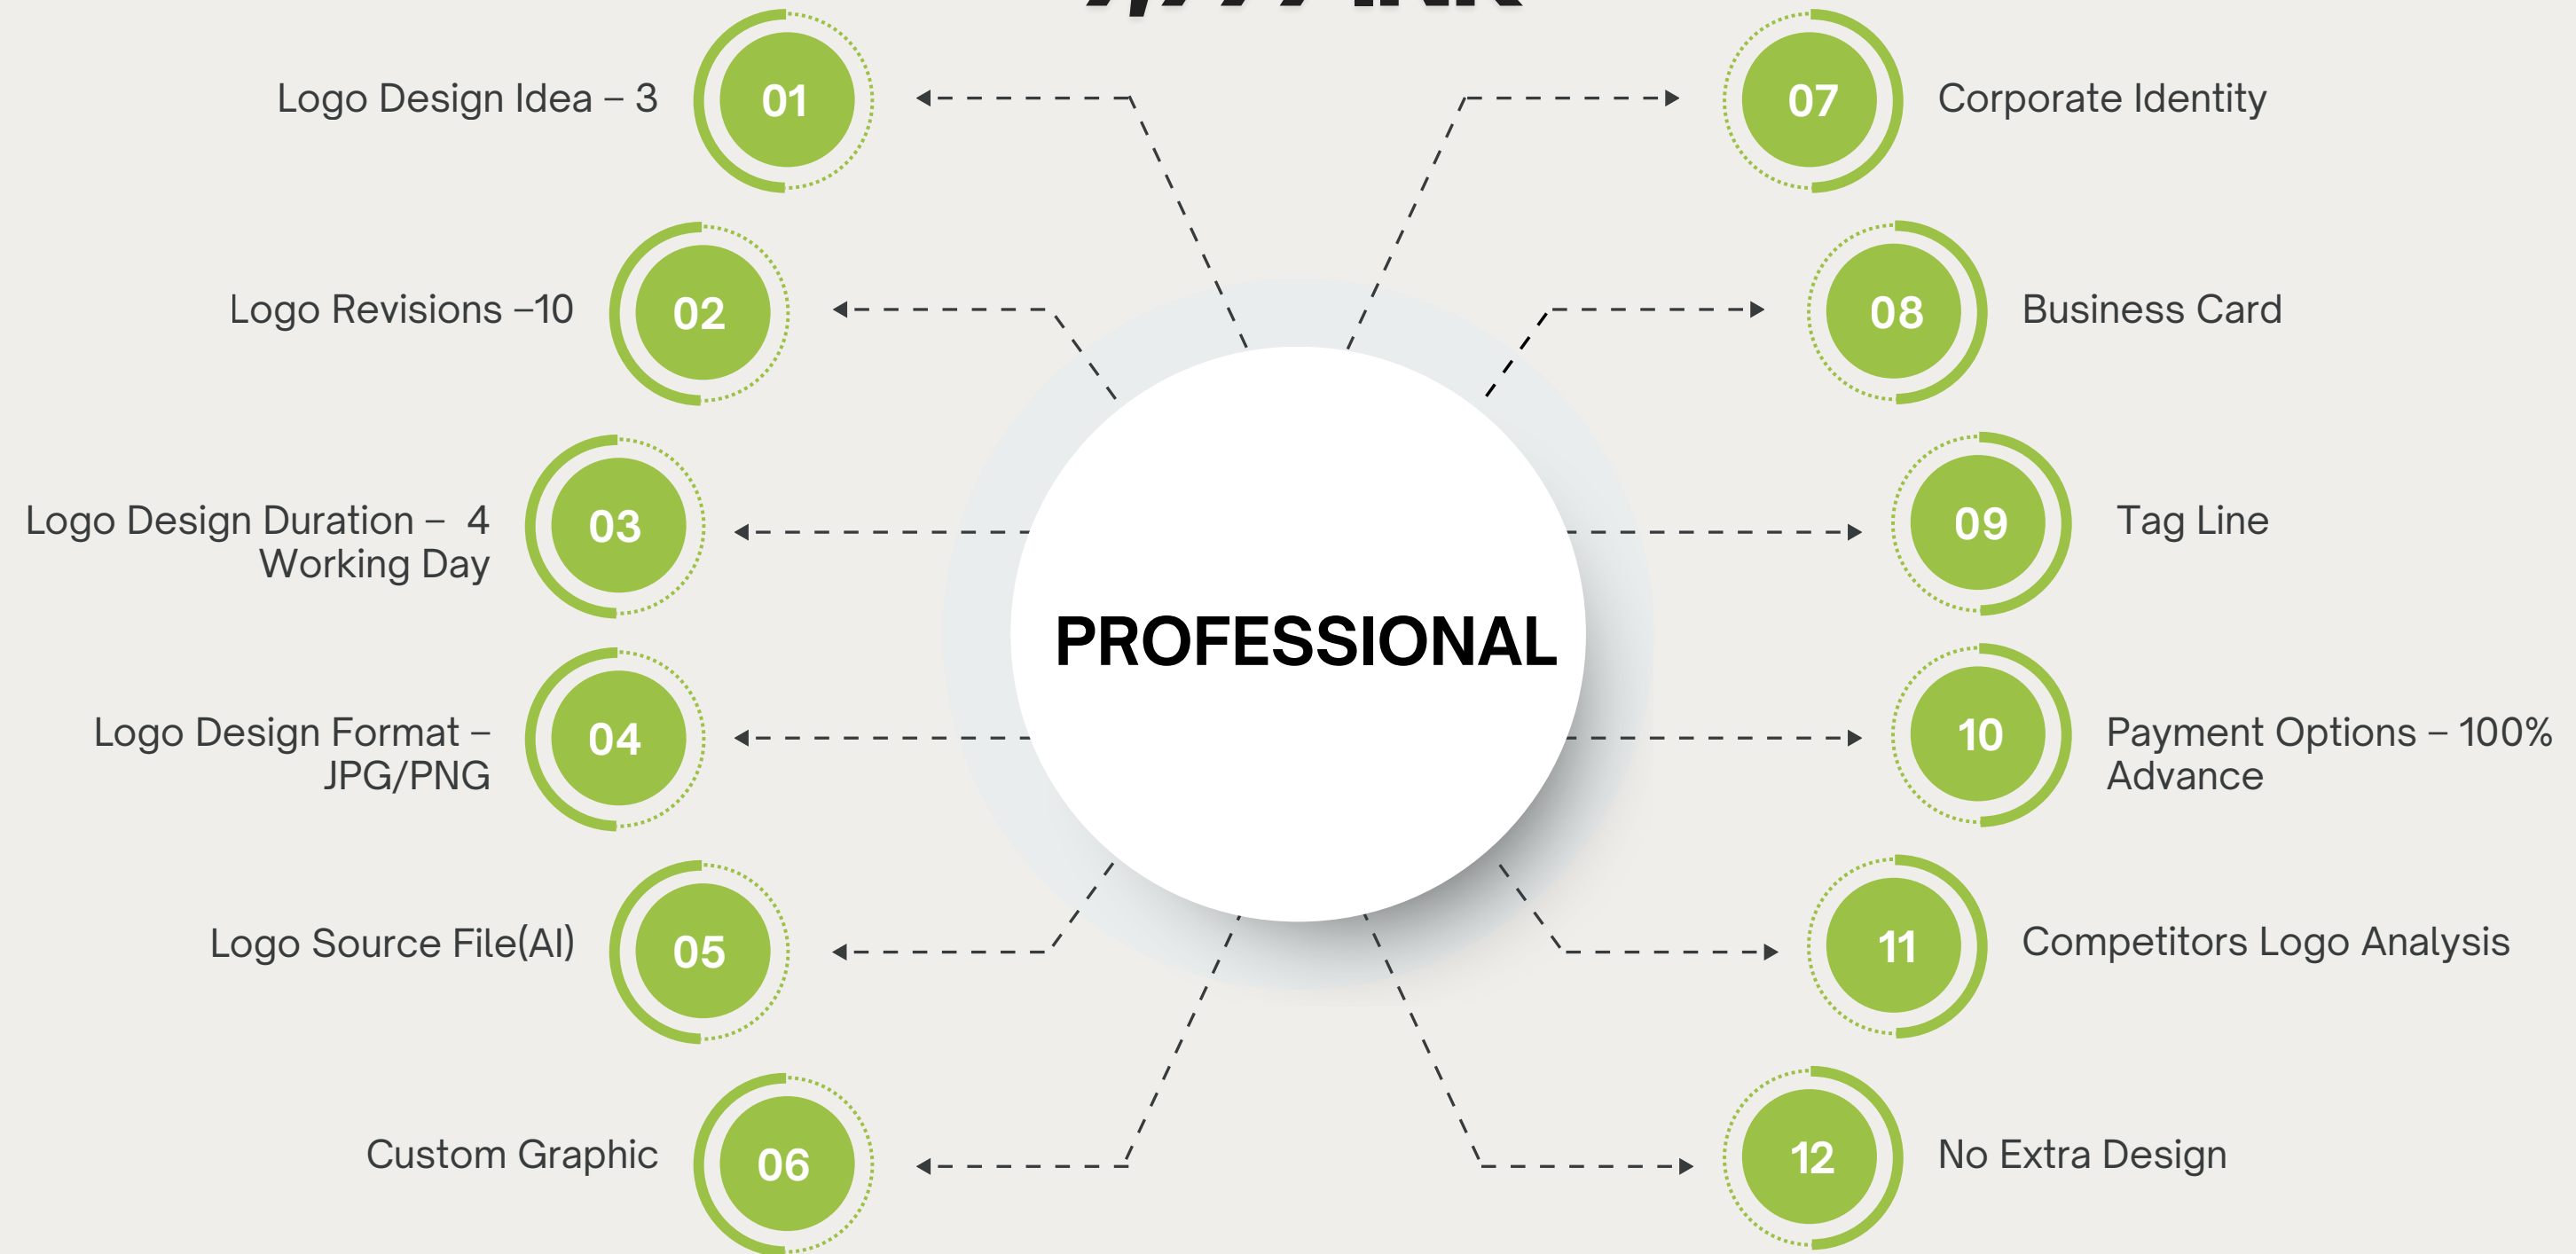 Logo Design Idea – 3
01
Logo Revisions –10
02
Logo Design Duration –  4
Working Day
03
Logo Design Format –
JPG/PNG
04
Logo Source File(AI)
05
Custom Graphic
06
PROFESSIONAL
07
Corporate Identity
08
Business Card
09
Tag Line
10
Payment Options – 100%
Advance
11
Competitors Logo Analysis
12
No Extra Design